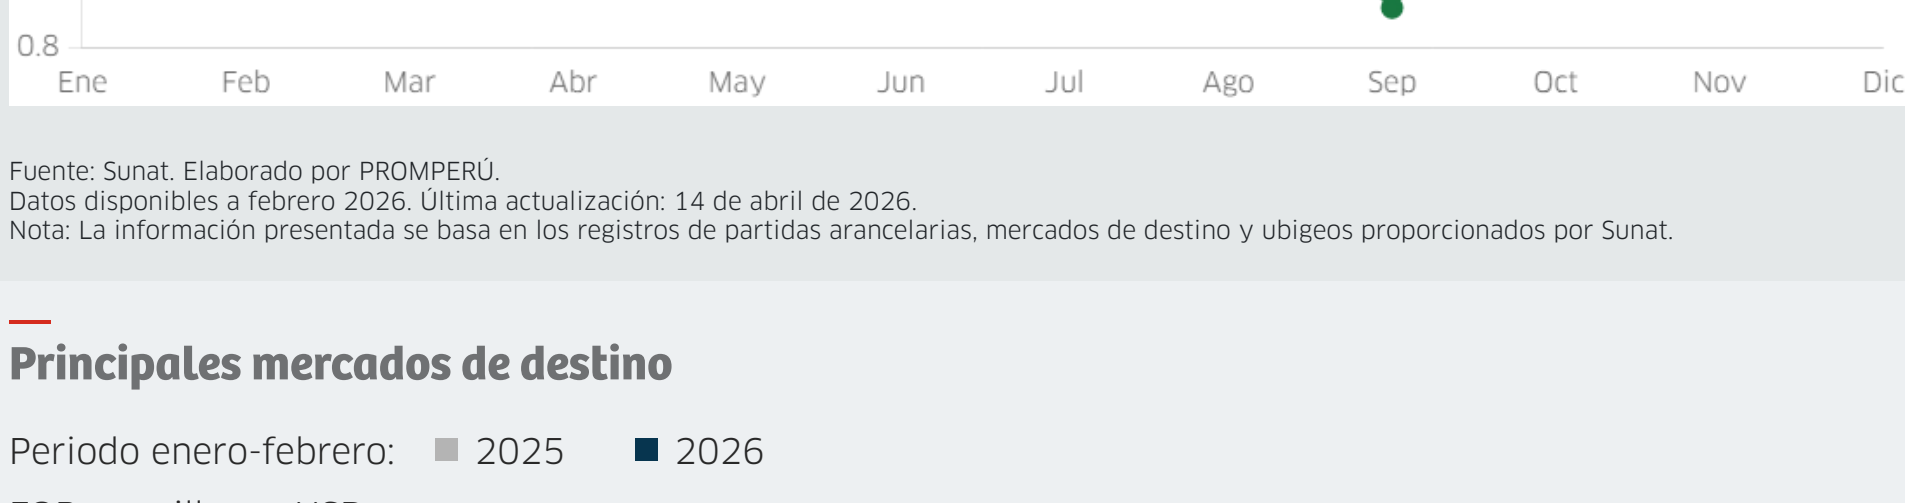 0.8
Ene Feb Mar Abr May Jun Jul Ago Sep Oct Nov Dic
Fuente: Sunat. Elaborado por PROMPERÚ.
Datos disponibles a febrero 2026. Última actualización: 14 de abril de 2026.
Nota: La información presentada se basa en los registros de partidas arancelarias, mercados de destino y ubigeos proporcionados por Sunat.
Principales mercados de destino
Periodo enero-febrero: 2025 2026